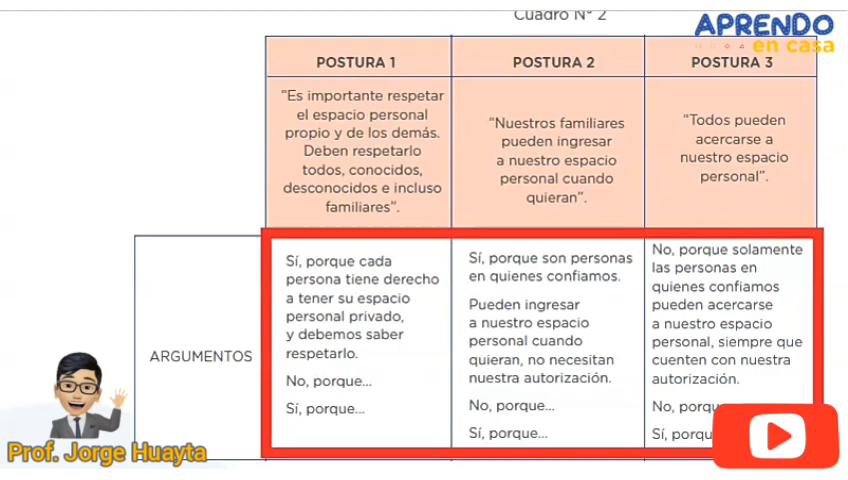 Cuadro N° 2
APRENDO
en casa
POSTURA 1
POSTURA 2
POSTURA 3
"Es importante respetar
el espacio personal
propio y de los demás.
Deben respetarlo
todos, conocidos,
desconocidos e incluso
familiares".
"Nuestros familiares
pueden ingresar
a nuestro espacio
personal cuando
quieran".
"Todos pueden
acercarse a
nuestro espacio
personal".
ARGUMENTOS
Sí, porque cada
persona tiene derecho
a tener su espacio
personal privado,
y debemos saber
respetarlo.
No, porque...
Sí, porque...
Sí, porque son personas
en quienes confiamos.
Pueden ingresar
a nuestro espacio
personal cuando
quieran, no necesitan
nuestra autorización.
No, porque...
Sí, porque...
No, porque solamente
las personas en
quienes confiamos
pueden acercarse
a nuestro espacio
personal, siempre que
cuenten con nuestra
autorización.
No,
Sí,
Prof. Jorge Huayta